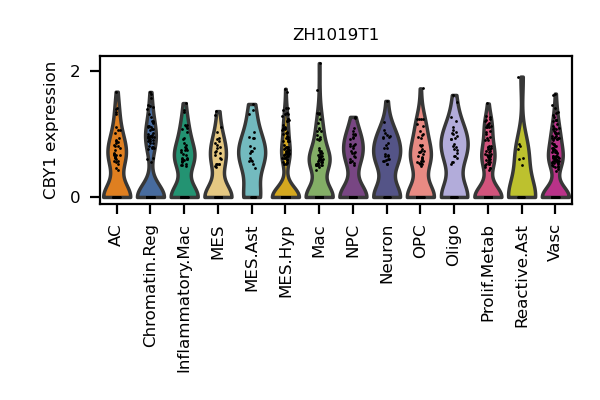 ZH1019T1
CBY1 expression
2
0
AC
Chromatin.Reg
Inflammatory.Mac
MES
MES.Ast
MES.Hyp
Mac
NPC
Neuron
OPC
Oligo
Prolif.Metab
Reactive.Ast
Vasc